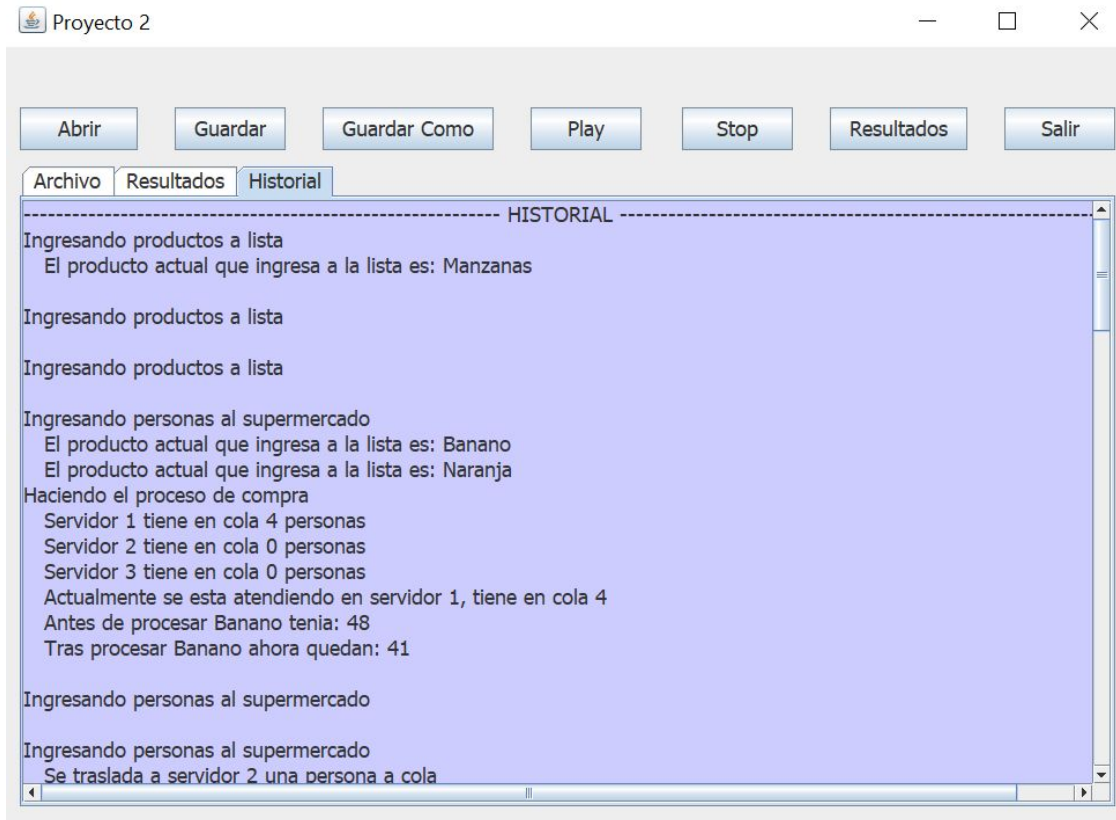 Proyecto 2
Abrir Guardar Guardar Como Play Stop Resultados Salir
Archivo Resultados Historial
------------------------------------------------------------ HISTORIAL ------------------------------------------------------------
Ingresando productos a lista
El producto actual que ingresa a la lista es: Manzanas
Ingresando productos a lista
Ingresando productos a lista
Ingresando personas al supermercado
El producto actual que ingresa a la lista es: Banano
El producto actual que ingresa a la lista es: Naranja
Haciendo el proceso de compra
Servidor 1 tiene en cola 4 personas
Servidor 2 tiene en cola 0 personas
Servidor 3 tiene en cola 0 personas
Actualmente se esta atendiendo en servidor 1, tiene en cola 4
Antes de procesar Banano tenia: 48
Tras procesar Banano ahora quedan: 41
Ingresando personas al supermercado
Ingresando personas al supermercado
Se traslada a servidor 2 una persona a cola